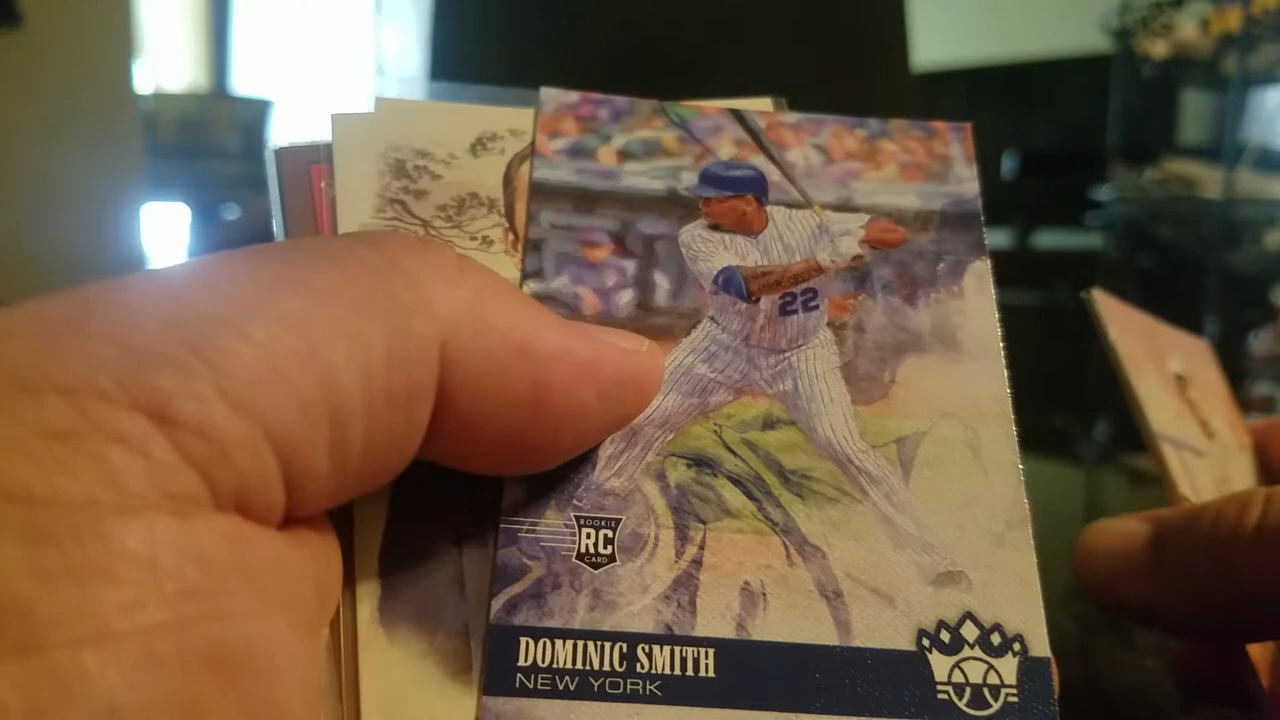 22
ROOKIE
RC
CARD
DOMINIC SMITH
NEW YORK